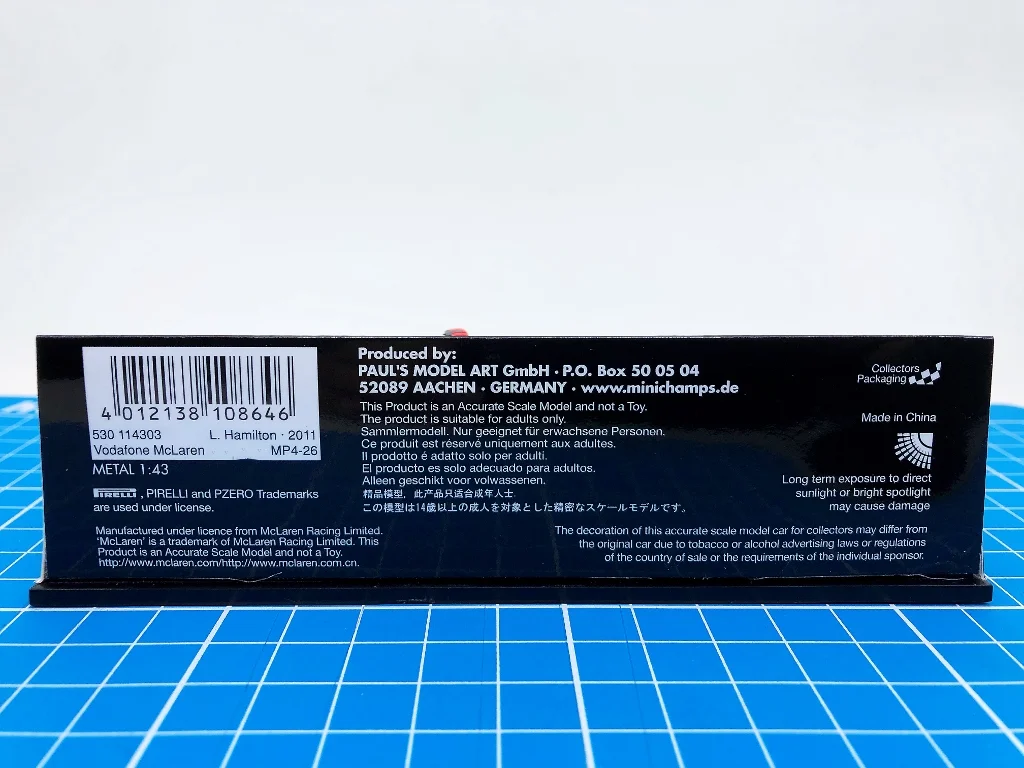 4 012138 108646
530 114303 L. Hamilton · 2011
Vodafone McLaren MP4-26
METAL 1:43
PIRELLI , PIRELLI and PZERO Trademarks
are used under license.
Manufactured under licence from McLaren Racing Limited.
"McLaren" is a trademark of McLaren Racing Limited. This
Product is an Accurate Scale Model and not a Toy.
http://www.mclaren.com/http://www.mclaren.com.cn.
Produced by:
PAUL'S MODEL ART GmbH · P.O. Box 50 05 04
52089 AACHEN · GERMANY · www.minichamps.de
This Product is an Accurate Scale Model and not a Toy.
The product is suitable for adults only.
Sammlermodell. Nur geeignet für erwachsene Personen.
Ce produit est réservé uniquement aux adultes.
Il prodotto é adatto solo per adulti.
El producto es solo adecuado para adultos.
Alleen geschikt voor volwassenen.
精品模型, 此产品只适合成年人士.
この模型は14歳以上の成人を対象とした精密なスケールモデルです。
Collectors
Packaging
Made in China
Long term exposure to direct
sunlight or bright spotlight
may cause damage
The decoration of this accurate scale model car for collectors may differ from
the original car due to tobacco or alcohol advertising laws or regulations
of the country of sale or the requirements of the individual sponsor.